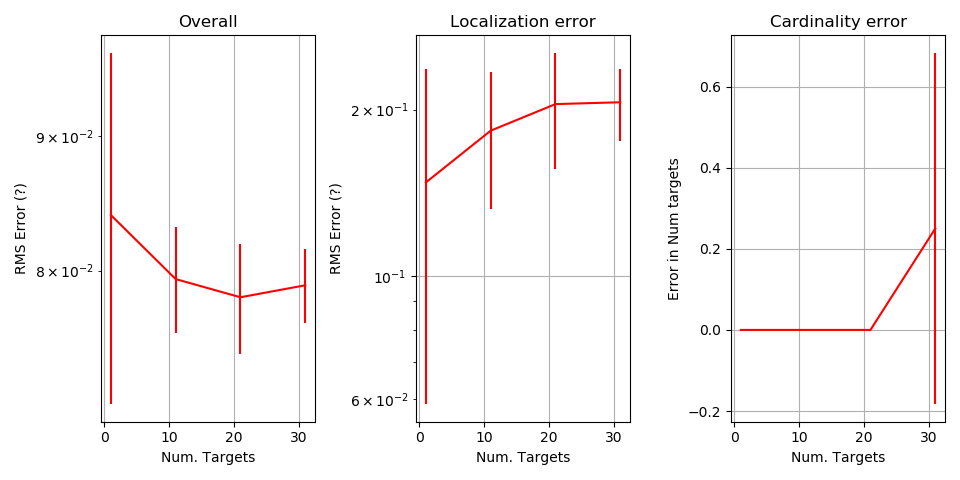 Overall
Localization error
Cardinality error
RMS Error (?)
9 × 10⁻²
8 × 10⁻²
0
10
20
30
Num. Targets
RMS Error (?)
2 × 10⁻¹
10⁻¹
6 × 10⁻²
0
10
20
30
Num. Targets
Error in Num targets
0.6
0.4
0.2
0.0
−0.2
0
10
20
30
Num. Targets